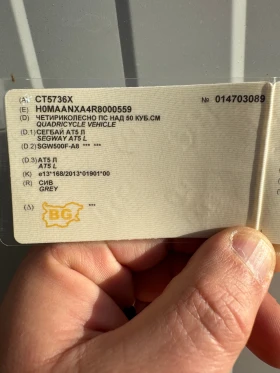 (A) CT5736X № 014703089
(E) H0MAANXA4R8000559
(D) ЧЕТИРИКОЛЕСНО ПС НАД 50 КУБ.СМ
QUADRICYCLE VEHICLE
(D.1) СЕГВЕЙ АТ5 Л
SEGWAY AT5 L
(D.2) SGW500F-A8 *** ***
(D.3) АТ5 Л
AT5 L
(K) e13*168/2013*01901*00
(R) СИВ
GREY
(Δ) ***
BG